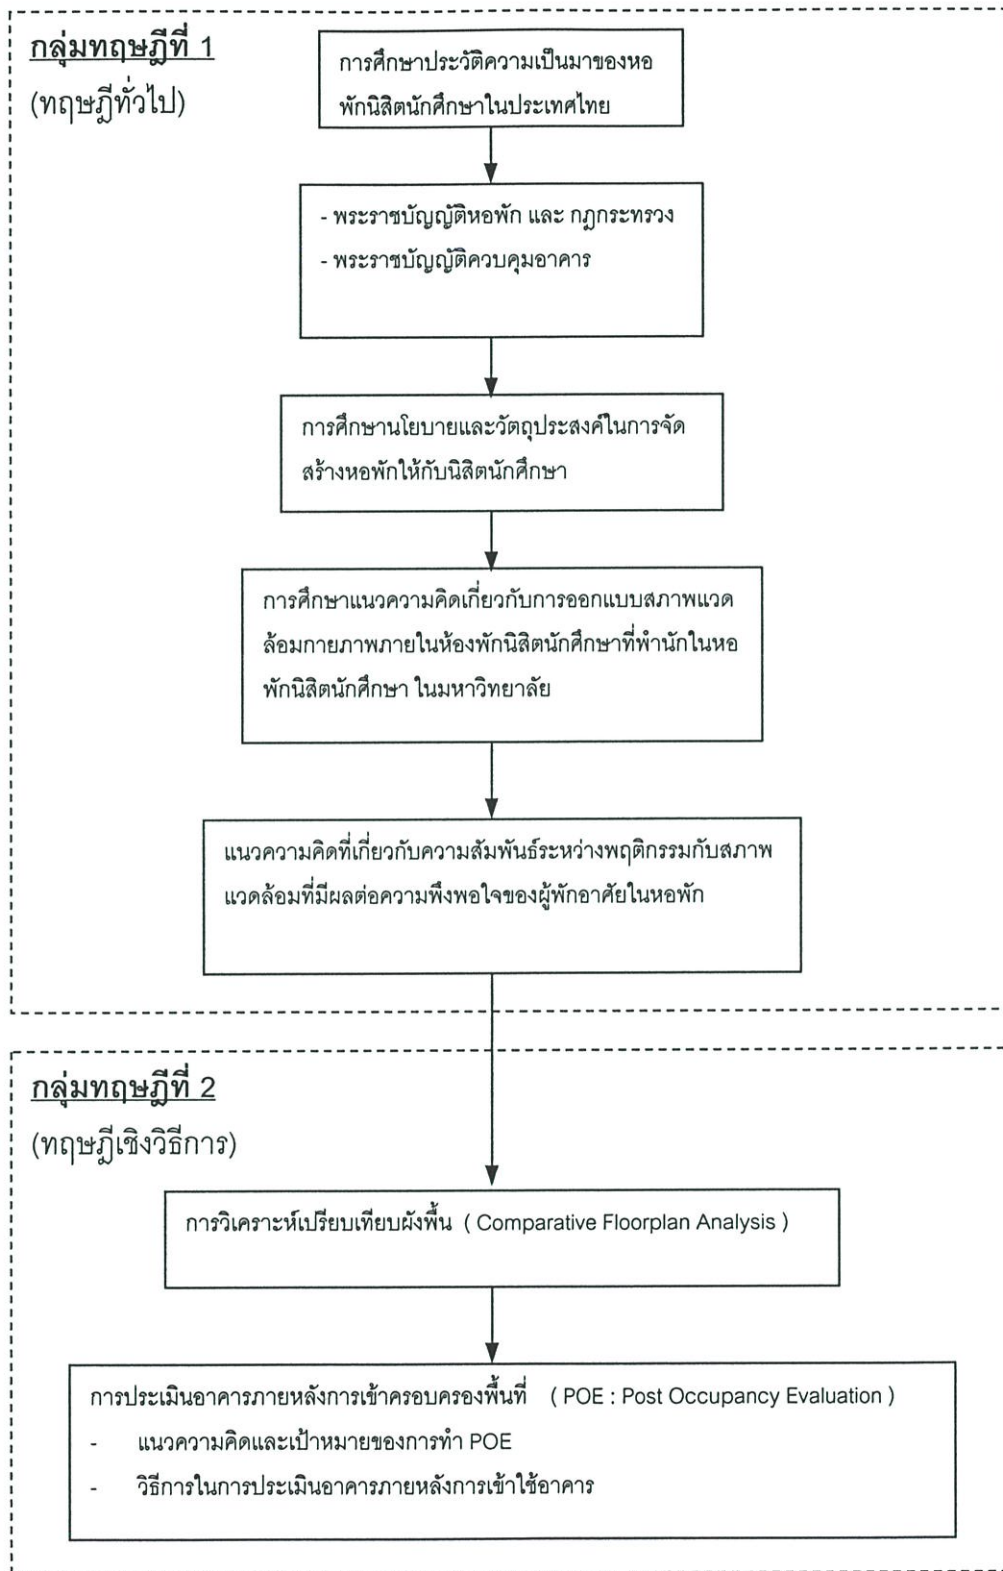 กลุ่มทฤษฎีที่ 1
(ทฤษฎีทั่วไป)
การศึกษาประวัติความเป็นมาของหอ
พักนิสิตนักศึกษาในประเทศไทย
- พระราชบัญญัติหอพัก และ กฎกระทรวง
- พระราชบัญญัติควบคุมอาคาร
การศึกษานโยบายและวัตถุประสงค์ในการจัด
สร้างหอพักให้กับนิสิตนักศึกษา
การศึกษาแนวความคิดเกี่ยวกับการออกแบบสภาพแวด
ล้อมกายภาพภายในห้องพักนิสิตนักศึกษาที่พำนักในหอ
พักนิสิตนักศึกษา ในมหาวิทยาลัย
แนวความคิดที่เกี่ยวกับความสัมพันธ์ระหว่างพฤติกรรมกับสภาพ
แวดล้อมที่มีผลต่อความพึงพอใจของผู้พักอาศัยในหอพัก
กลุ่มทฤษฎีที่ 2
(ทฤษฎีเชิงวิธีการ)
การวิเคราะห์เปรียบเทียบผังพื้น ( Comparative Floorplan Analysis )
การประเมินอาคารภายหลังการเข้าครอบครองพื้นที่ ( POE : Post Occupancy Evaluation )
- แนวความคิดและเป้าหมายของการทำ POE
- วิธีการในการประเมินอาคารภายหลังการเข้าใช้อาคาร